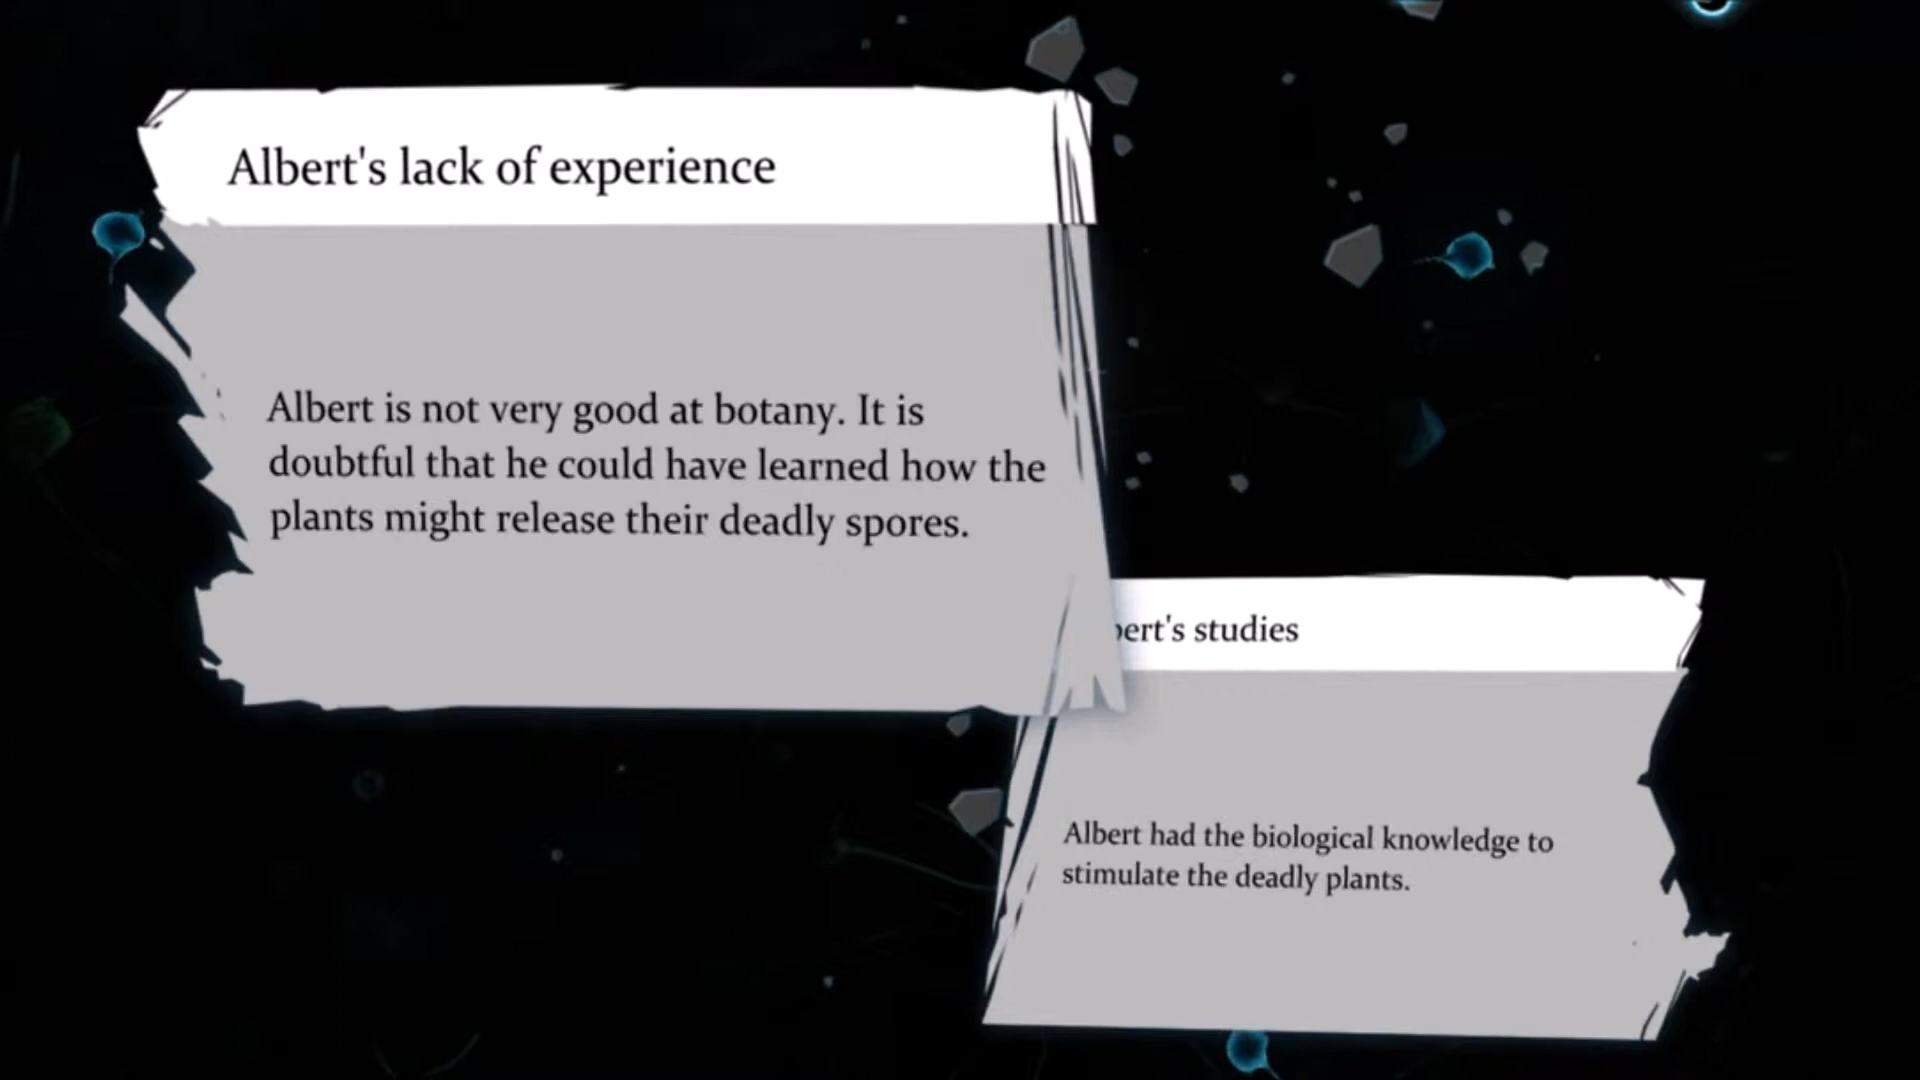 Albert's lack of experience
Albert is not very good at botany. It is
doubtful that he could have learned how the
plants might release their deadly spores.
studies
Albert had the biological knowledge to
stimulate the deadly plants.